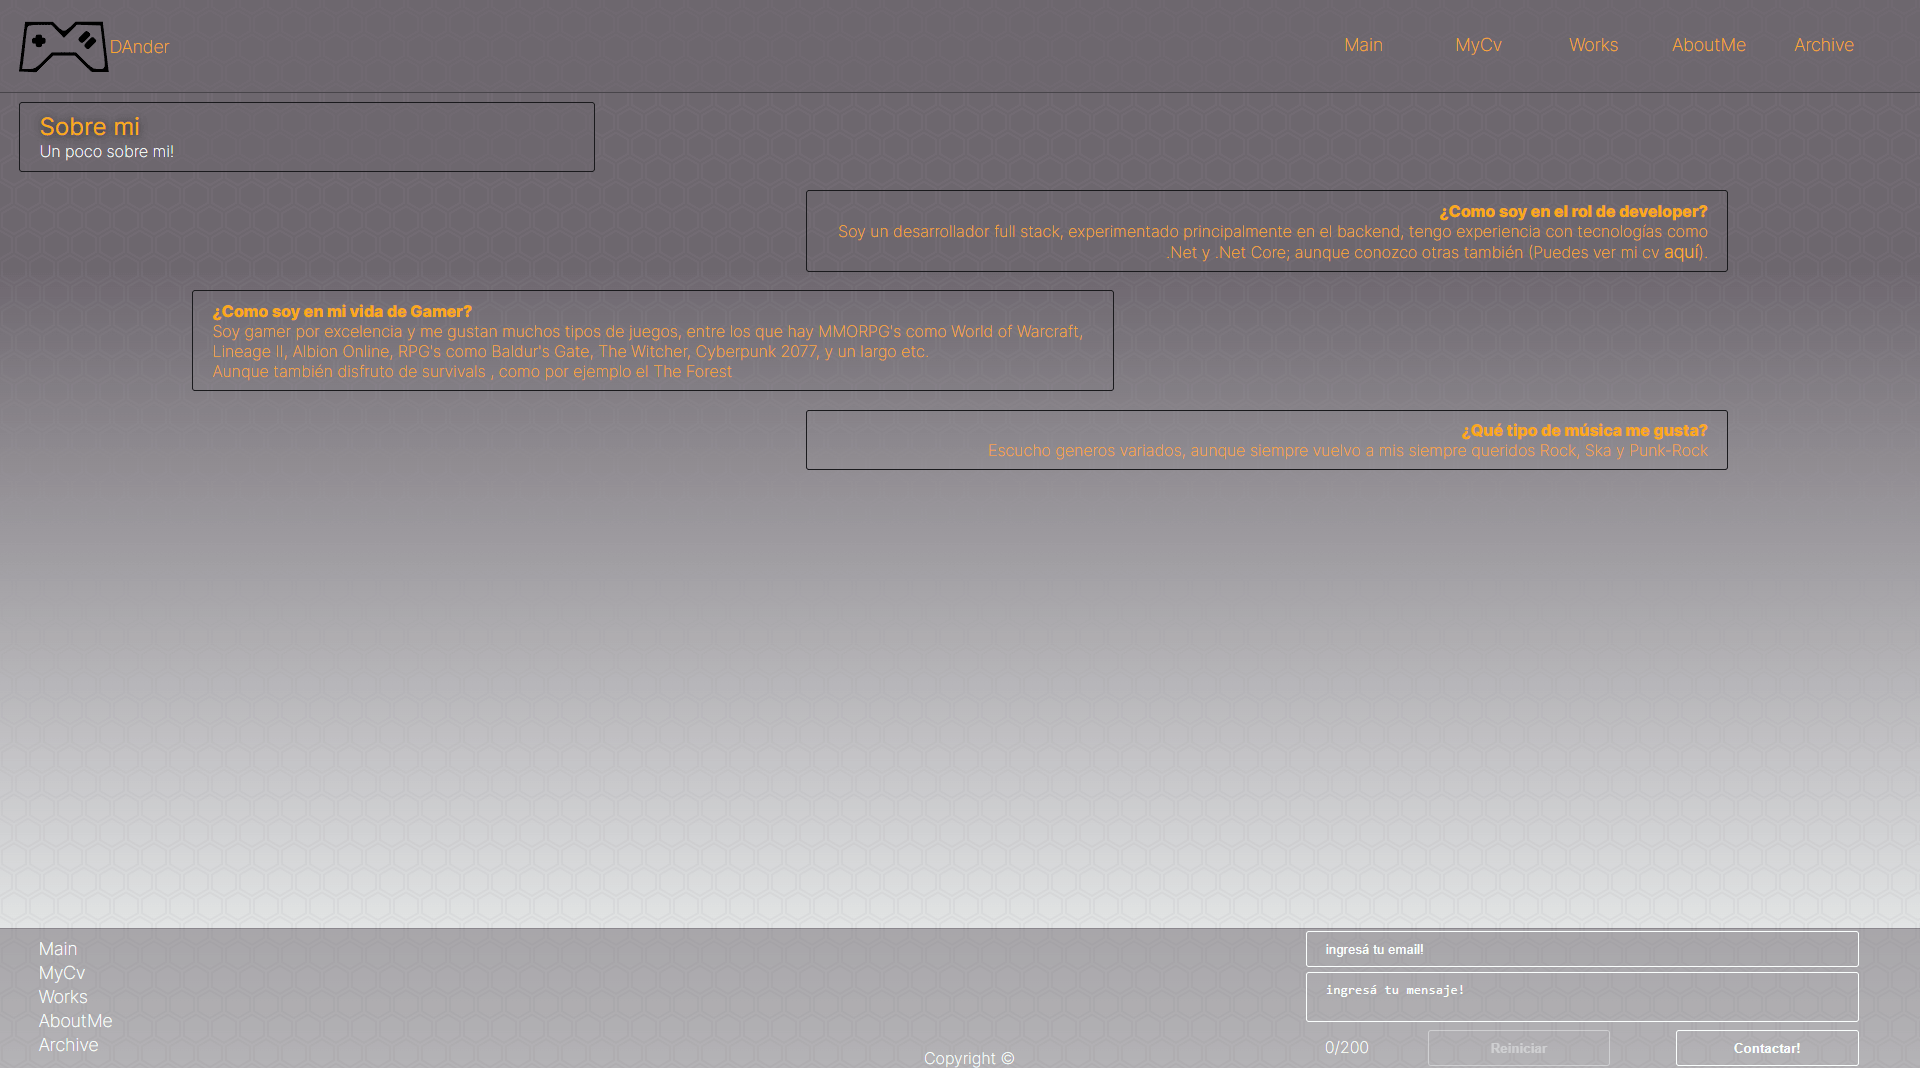 DAnder
Main
MyCv
Works
AboutMe
Archive
Sobre mi
Un poco sobre mi!
¿Como soy en el rol de developer?
Soy un desarrollador full stack, experimentado principalmente en el backend, tengo experiencia con tecnologías como
.Net y .Net Core; aunque conozco otras también (Puedes ver mi cv aquí).
¿Como soy en mi vida de Gamer?
Soy gamer por excelencia y me gustan muchos tipos de juegos, entre los que hay MMORPG's como World of Warcraft,
Lineage II, Albion Online, RPG's como Baldur's Gate, The Witcher, Cyberpunk 2077, y un largo etc.
Aunque también disfruto de survivals , como por ejemplo el The Forest
¿Qué tipo de música me gusta?
Escucho generos variados, aunque siempre vuelvo a mis siempre queridos Rock, Ska y Punk-Rock
Main
MyCv
Works
AboutMe
Archive
Copyright ©
ingresá tu email!
ingresá tu mensaje!
0/200
Reiniciar
Contactar!